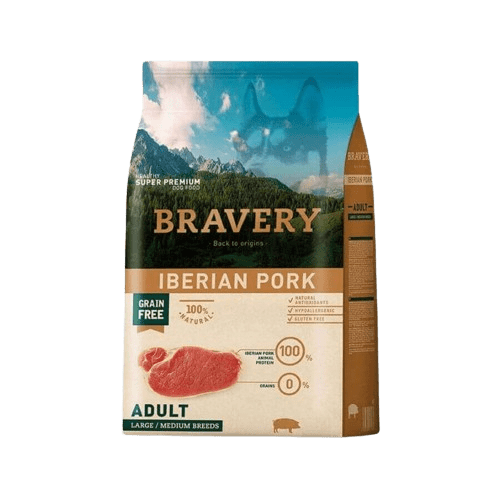 HEALTHY
SUPER PREMIUM
DOG FOOD
BRAVERY
Back to origins
IBERIAN PORK
GRAIN
FREE
100%
NATURAL
NATURAL
ANTIOXIDANTS
HYPOALLERGENIC
GLUTEN FREE
IBERIAN PORK
ANIMAL
PROTEIN
100%
GRAINS
0%
ADULT
LARGE / MEDIUM BREEDS
BRAVERY
IBERIAN PORK
ADULT